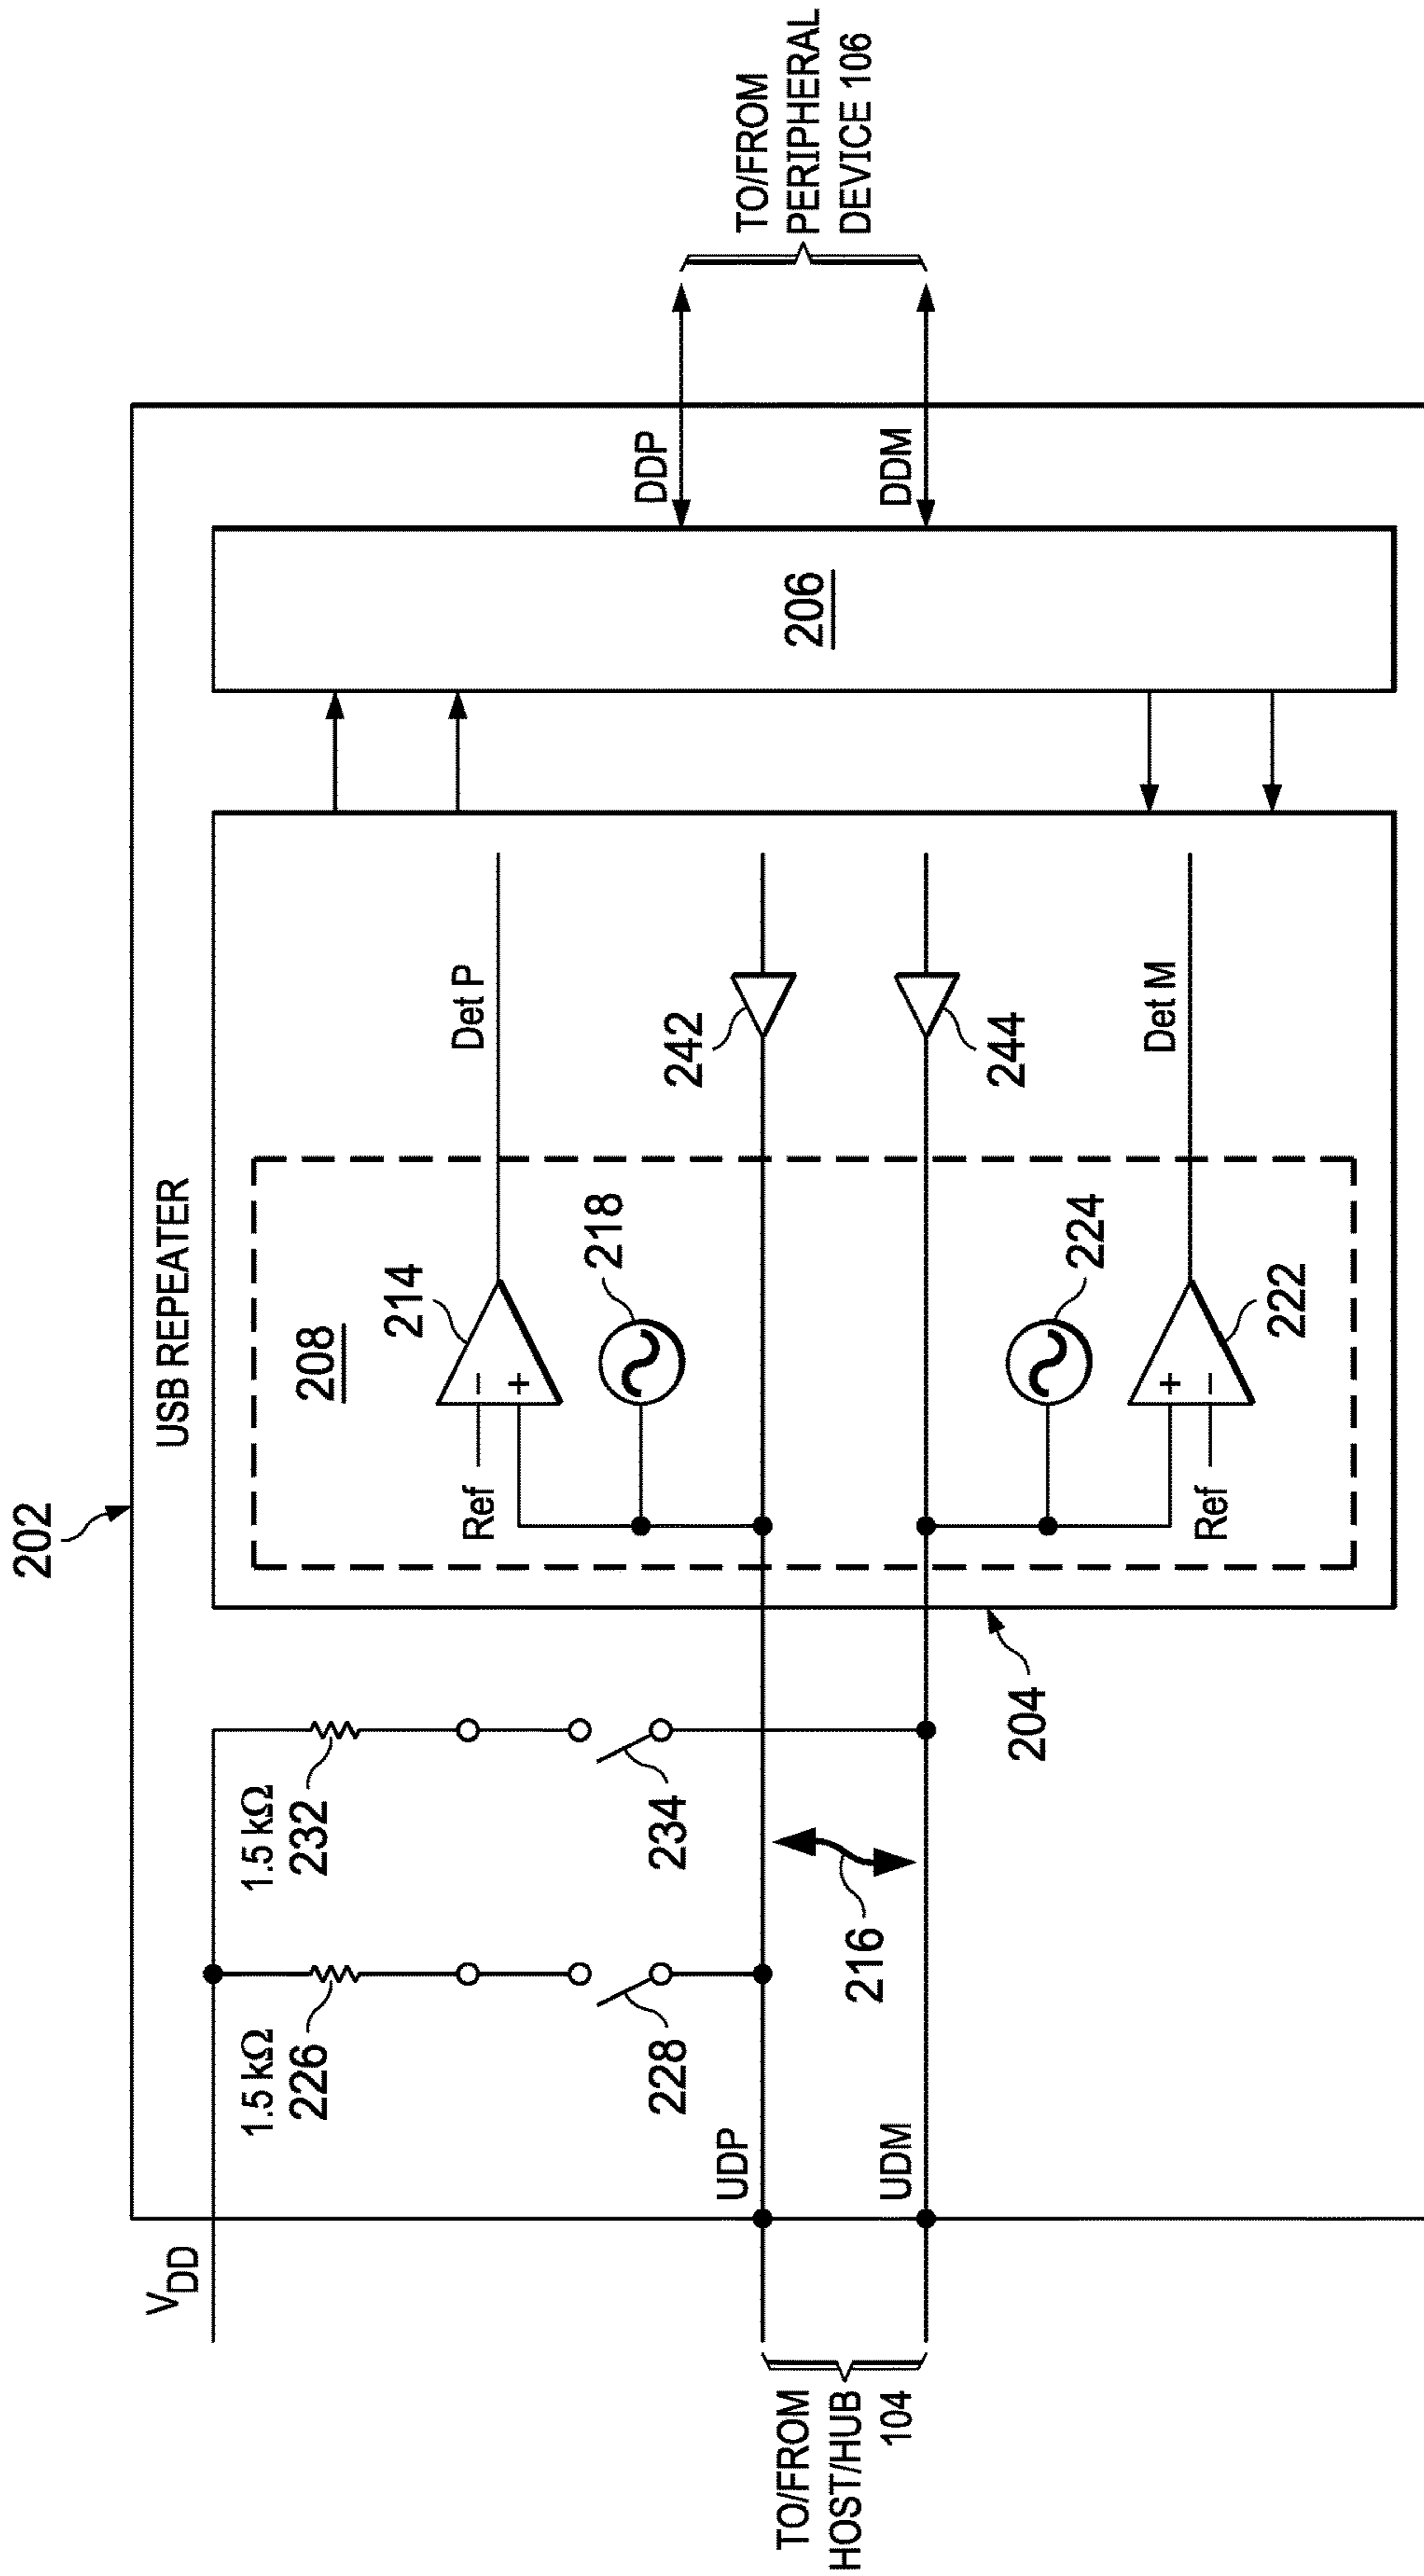 202
USB REPEATER
V_DD
1.5 kΩ
226
1.5 kΩ
232
228
234
UDP
UDM
216
204
TO/FROM
HOST/HUB
104
208
214
Ref
−
+
218
Det P
242
244
224
222
+
−
Ref
Det M
206
DDP
DDM
TO/FROM
PERIPHERAL
DEVICE 106